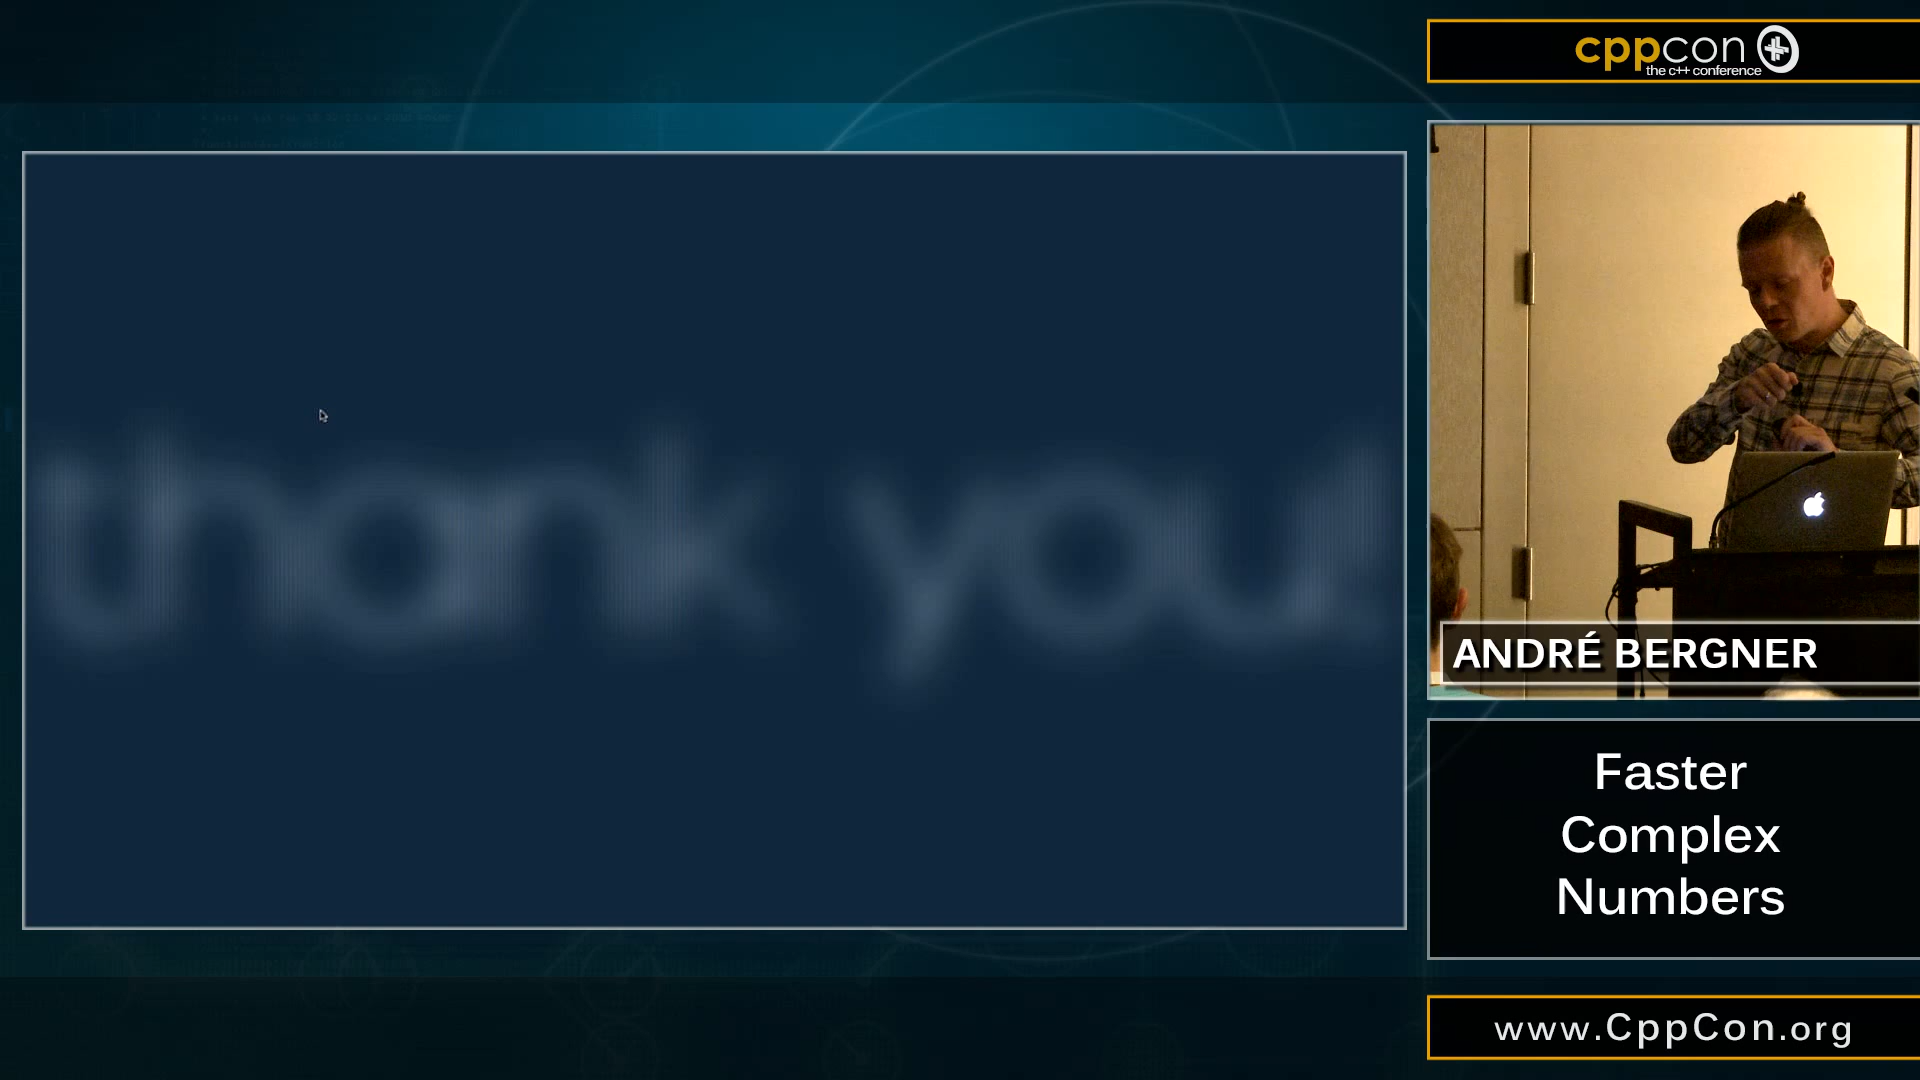 cppcon
the c++ conference
thank you!
ANDRÉ BERGNER
Faster
Complex
Numbers
www.CppCon.org